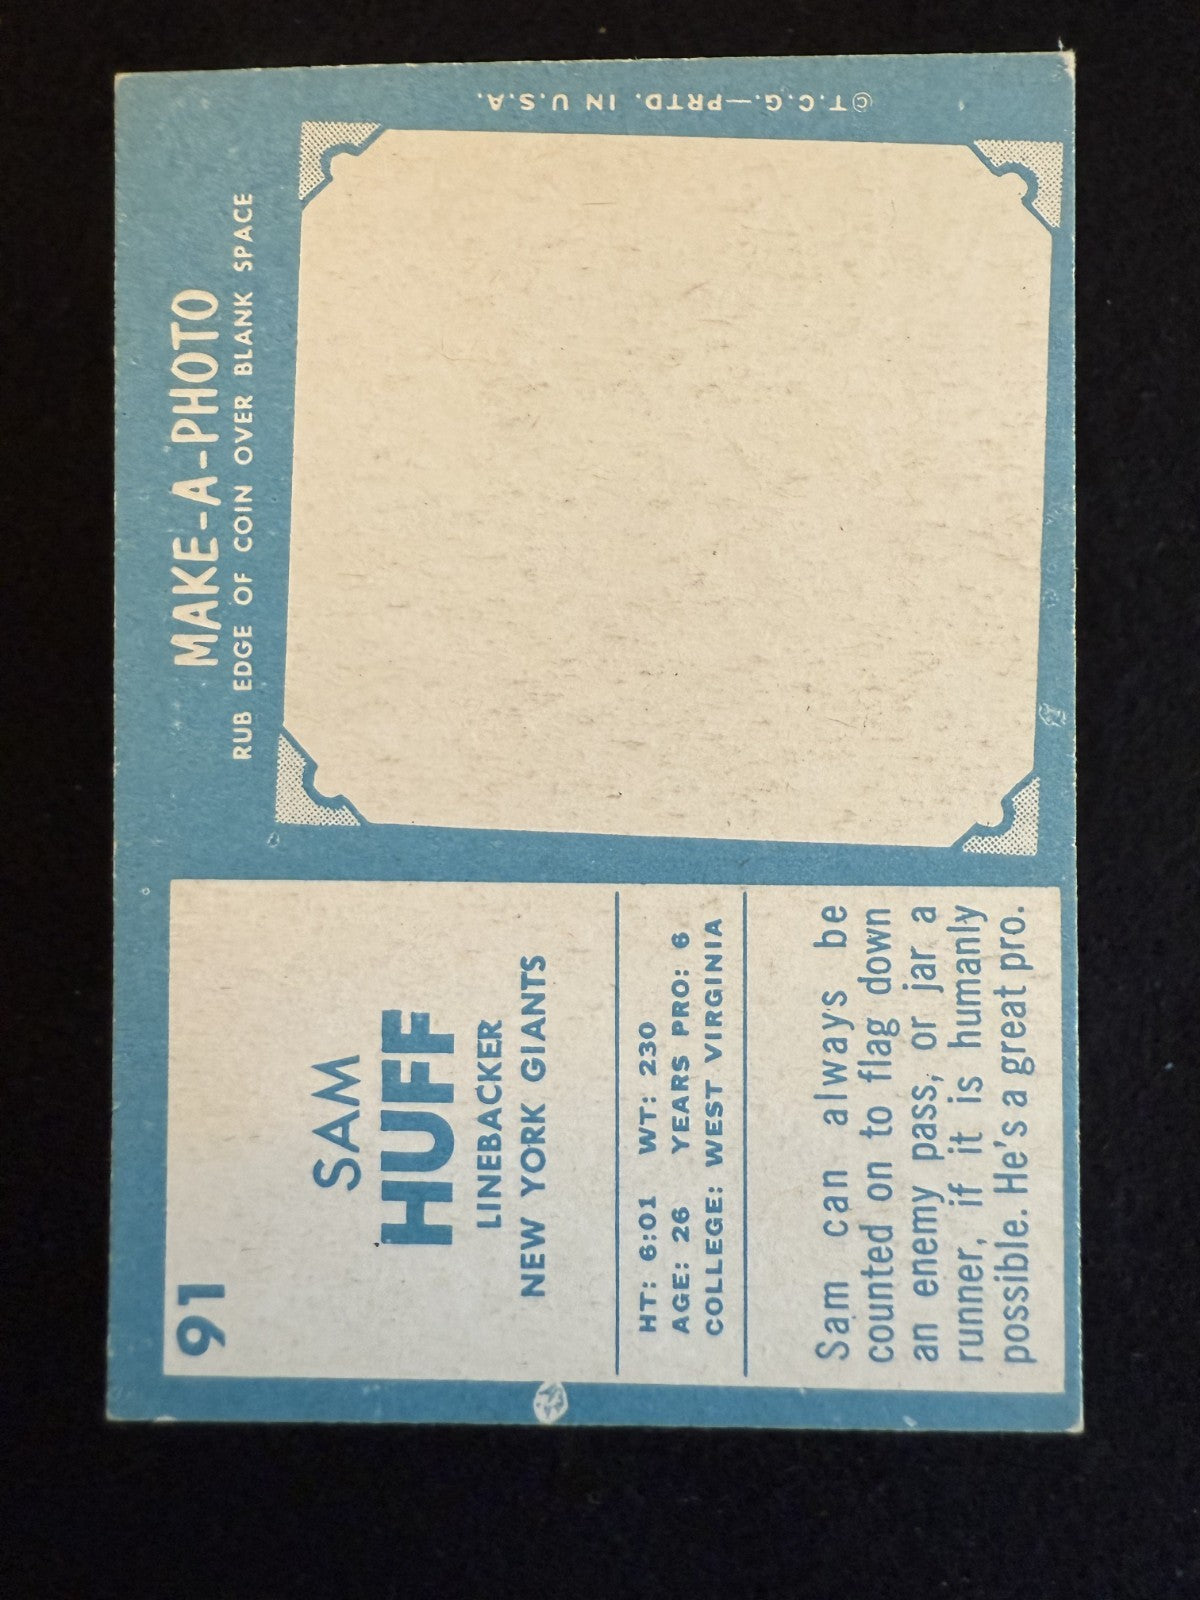 91
SAM
HUFF
LINEBACKER
NEW YORK GIANTS
HT: 6:01 WT: 230
AGE: 26 YEARS PRO: 6
COLLEGE: WEST VIRGINIA
Sam can always be
counted on to flag down
an enemy pass, or jar a
runner, if it is humanly
possible. He's a great pro.
MAKE-A-PHOTO
RUB EDGE OF COIN OVER BLANK SPACE
© T.C.G.—PRTD. IN U.S.A.